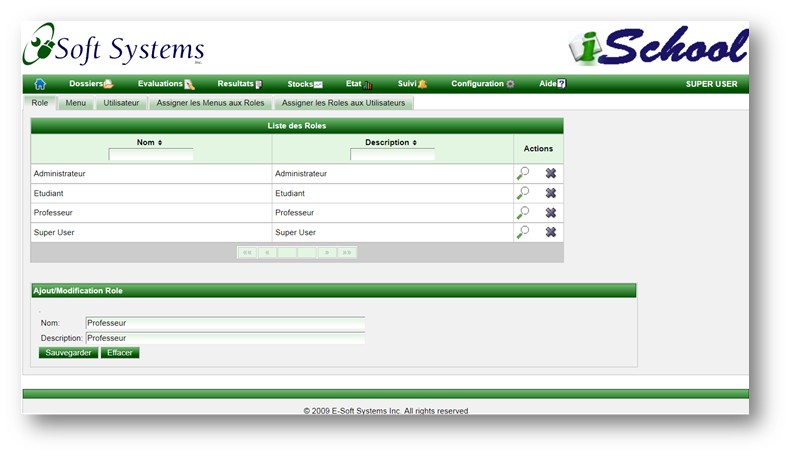 eSoft Systems Inc.
iSchool
Dossiers Evaluations Resultats Stocks Etat Suivi Configuration Aide SUPER USER
Role Menu Utilisateur Assigner les Menus aux Roles Assigner les Roles aux Utilisateurs
Liste des Roles
Nom Description Actions
Administrateur Administrateur
Etudiant Etudiant
Professeur Professeur
Super User Super User
Ajout/Modification Role
Nom: Professeur
Description: Professeur
Sauvegarder Effacer
© 2009 E-Soft Systems Inc. All rights reserved